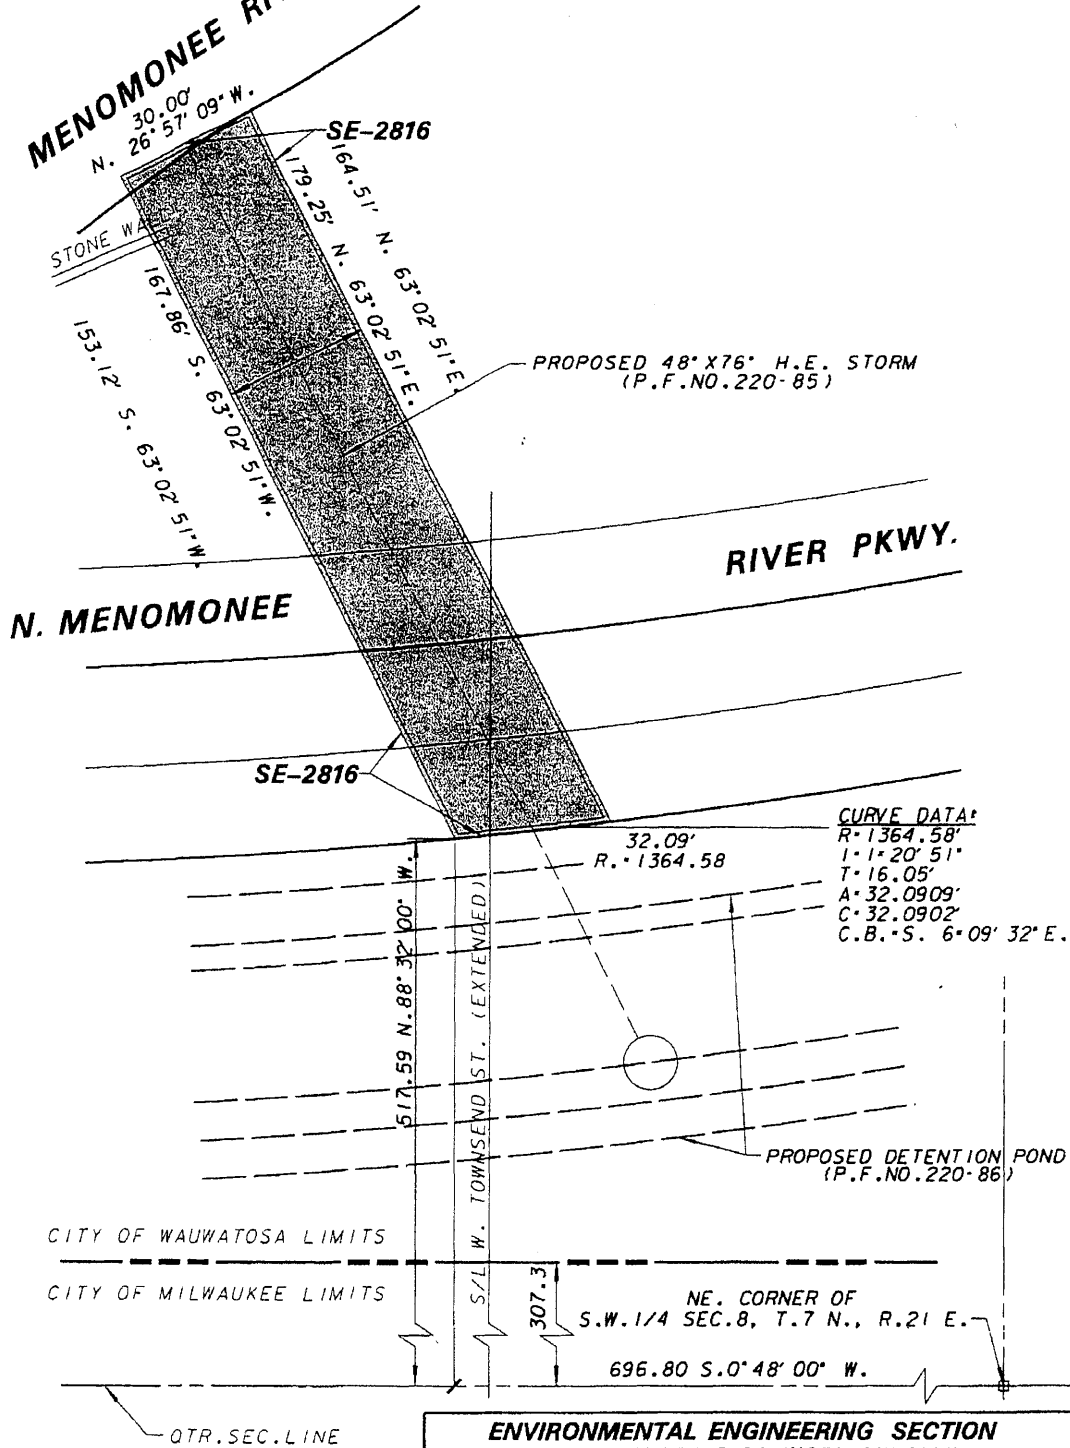 MENOMONEE
30.00'
N. 26° 57' 09" W.
SE-2816
164.51' N. 63° 02' 51" E.
179.25' N. 63° 02' 51" E.
STONE
167.86' S. 63° 02' 51" W.
153.12' S. 63° 02' 51" W.
PROPOSED 48" X76" H.E. STORM
(P.F.NO.220-85)
RIVER PKWY.
N. MENOMONEE
SE-2816
32.09'
R.=1364.58
CURVE DATA:
R=1364.58'
I=1°20' 51"
T=16.05'
A=32.0909'
C=32.0902'
C.B.=S. 6°09' 32" E.
517.59 N.88° 32' 00" W.
S/L W. TOWNSEND ST. (EXTENDED)
PROPOSED DETENTION POND
(P.F.NO.220-86)
CITY OF WAUWATOSA LIMITS
CITY OF MILWAUKEE LIMITS
307.3
NE. CORNER OF
S.W.1/4 SEC.8, T.7 N., R.21 E.
696.80 S.0° 48' 00" W.
QTR.SEC.LINE
ENVIRONMENTAL ENGINEERING SECTION